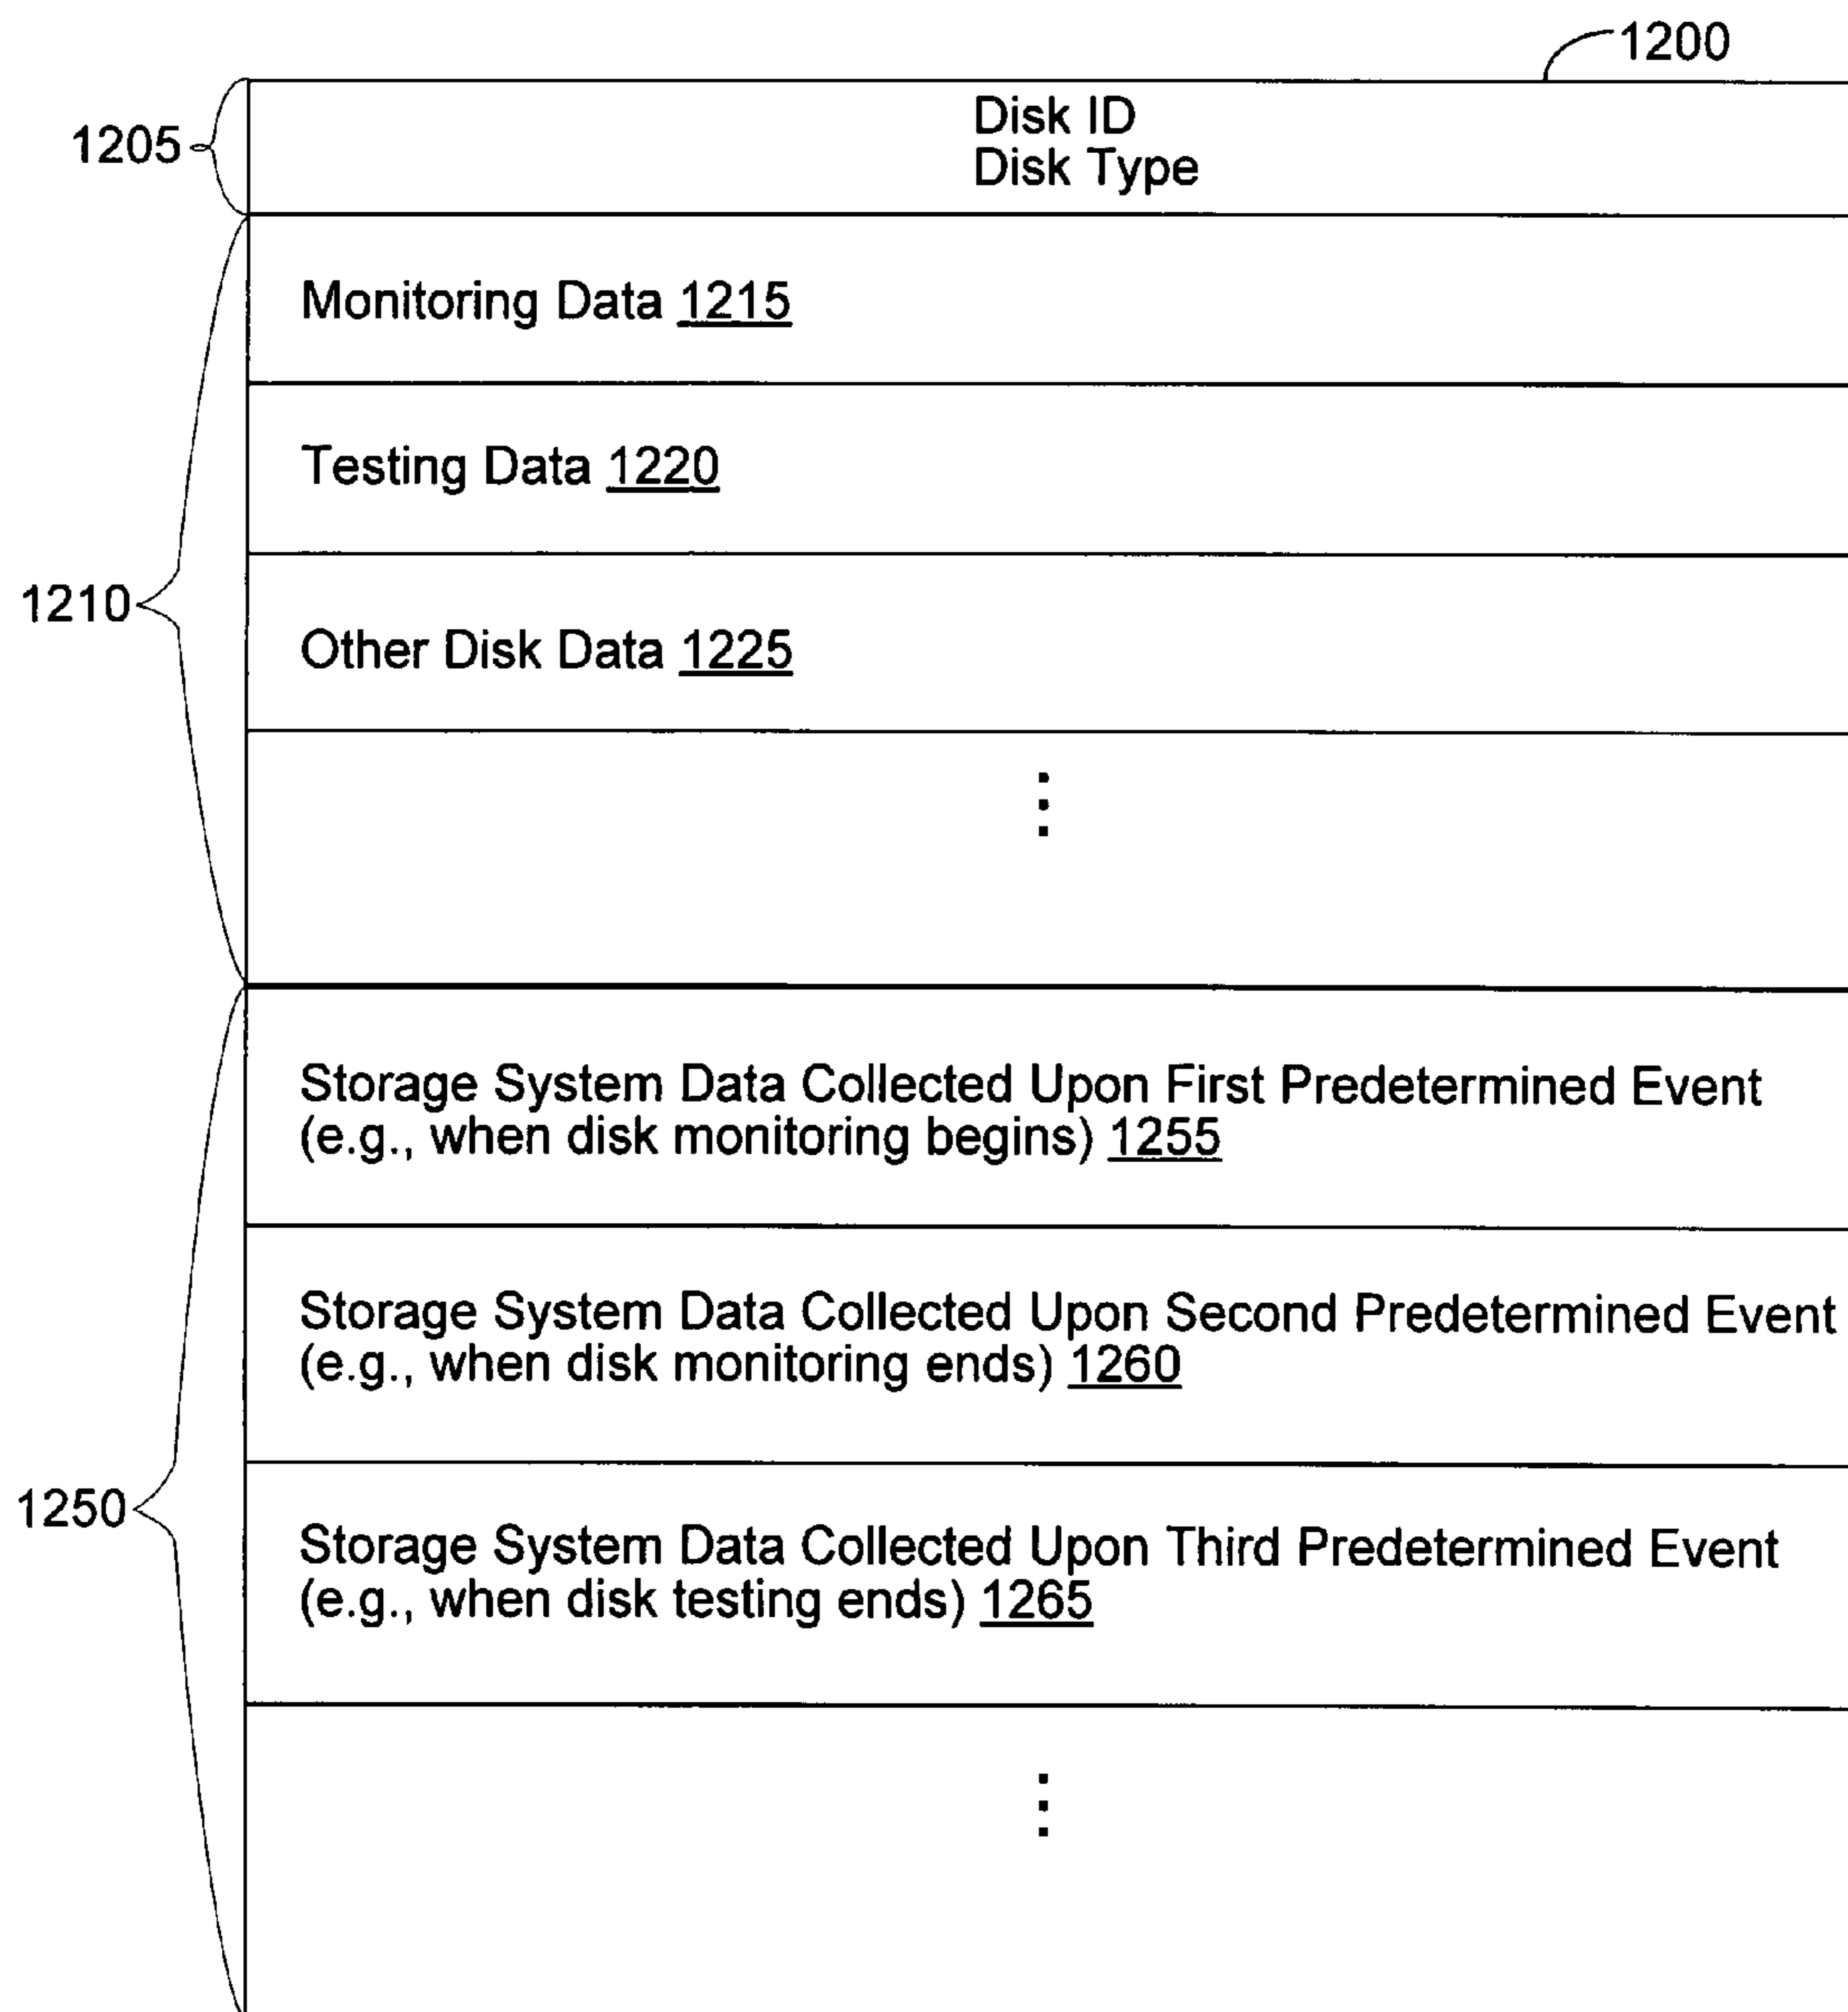 1200
Disk ID
1205
Disk Type
Monitoring Data 1215
Testing Data 1220
1210
Other Disk Data 1225
Storage System Data Collected Upon First Predetermined Event
(e.g., when disk monitoring begins) 1255
Storage System Data Collected Upon Second Predetermined Event
(e.g., when disk monitoring ends) 1260
1250
Storage System Data Collected Upon Third Predetermined Event
(e.g., when disk testing ends) 1265